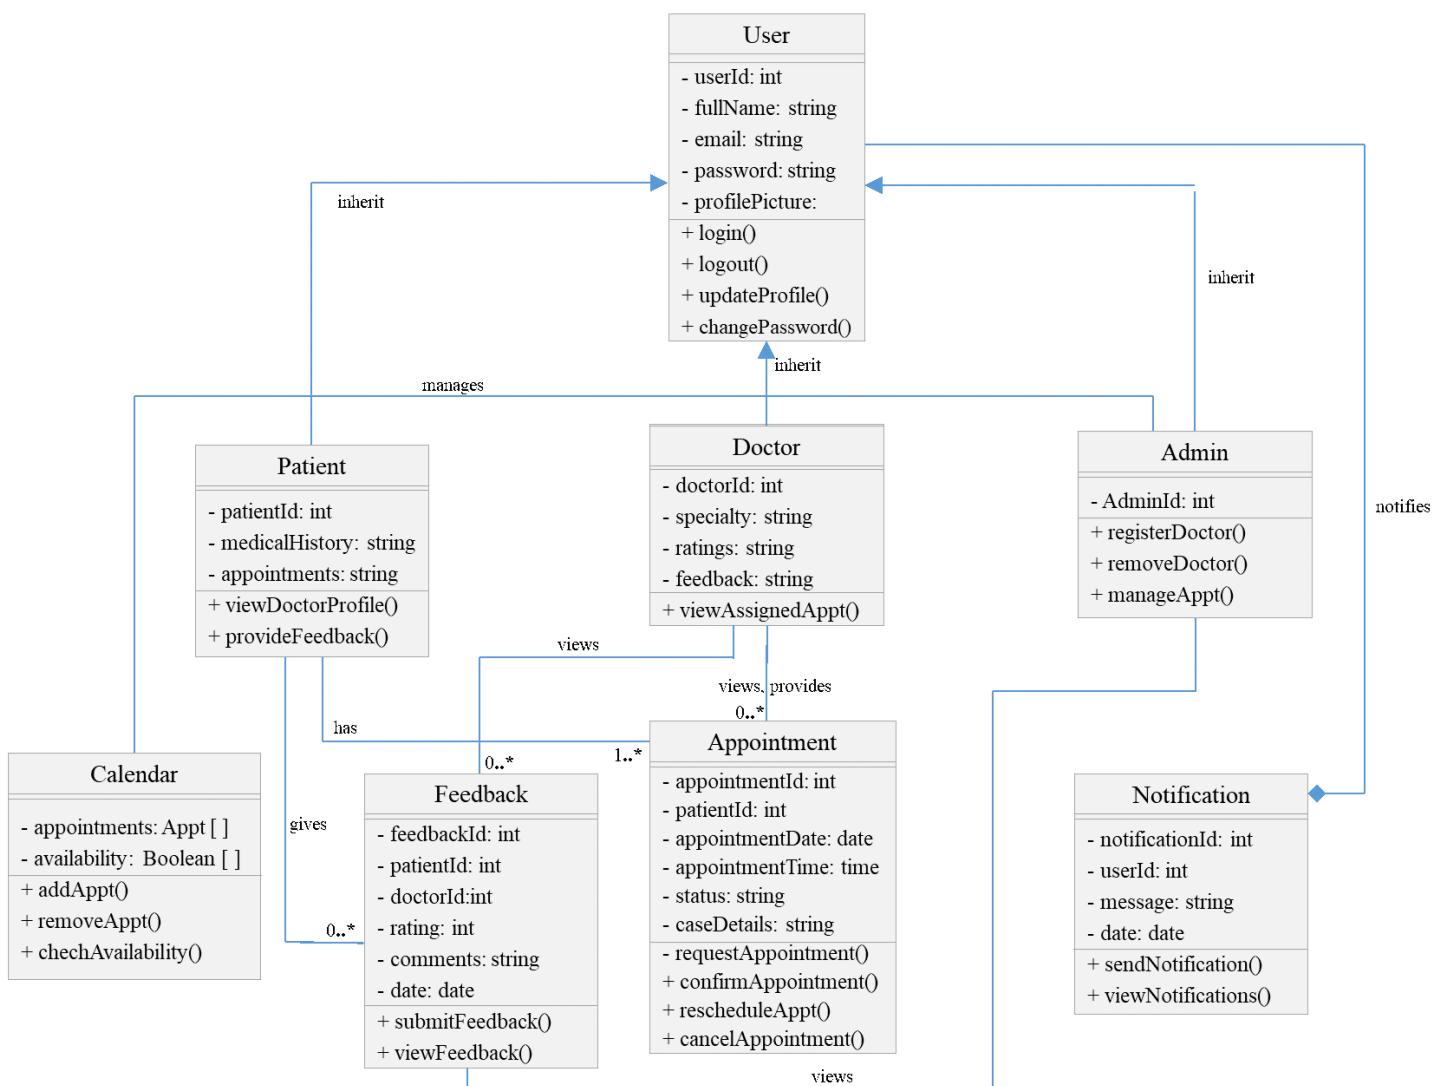 User
- userId: int
- fullName: string
- email: string
- password: string
- profilePicture:
+ login()
+ logout()
+ updateProfile()
+ changePassword()
inherit
inherit
inherit
manages
notifies
Patient
- patientId: int
- medicalHistory: string
- appointments: string
+ viewDoctorProfile()
+ provideFeedback()
Doctor
- doctorId: int
- specialty: string
- ratings: string
- feedback: string
+ viewAssignedAppt()
Admin
- AdminId: int
+ registerDoctor()
+ removeDoctor()
+ manageAppt()
views
views, provides
0..*
has
1..*
0..*
gives
0..*
Calendar
- appointments: Appt [ ]
- availability: Boolean [ ]
+ addAppt()
+ removeAppt()
+ chechAvailability()
Feedback
- feedbackId: int
- patientId: int
- doctorId:int
- rating: int
- comments: string
- date: date
+ submitFeedback()
+ viewFeedback()
Appointment
- appointmentId: int
- patientId: int
- appointmentDate: date
- appointmentTime: time
- status: string
- caseDetails: string
- requestAppointment()
+ confirmAppointment()
+ rescheduleAppt()
+ cancelAppointment()
Notification
- notificationId: int
- userId: int
- message: string
- date: date
+ sendNotification()
+ viewNotifications()
views